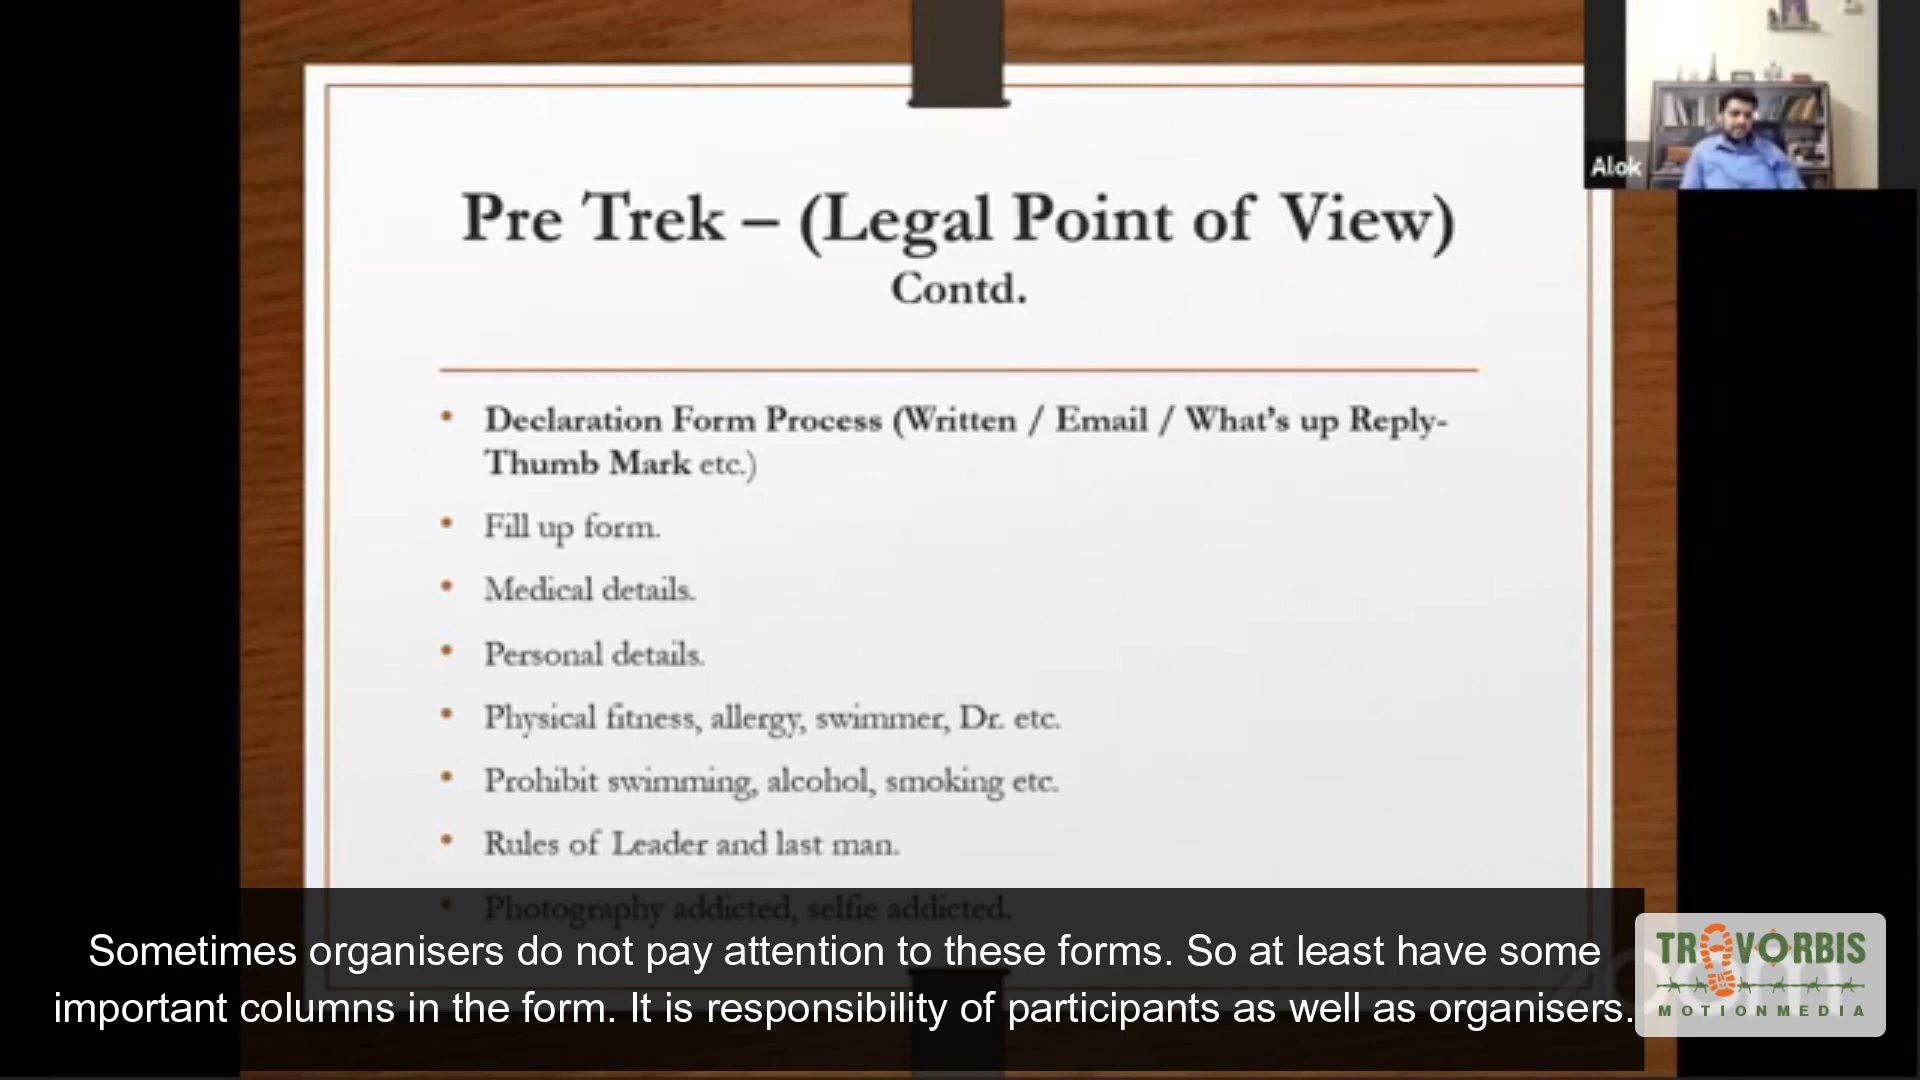 Pre Trek – (Legal Point of View)
Contd.
Alok
• Declaration Form Process (Written / Email / What's up Reply-
Thumb Mark etc.)
• Fill up form.
• Medical details.
• Personal details.
• Physical fitness, allergy, swimmer, Dr. etc.
• Prohibit swimming, alcohol, smoking etc.
• Rules of Leader and last man.
• Photography addicted, selfie addicted.
Sometimes organisers do not pay attention to these forms. So at least have some
important columns in the form. It is responsibility of participants as well as organisers.
TRAVORBIS
MOTIONMEDIA